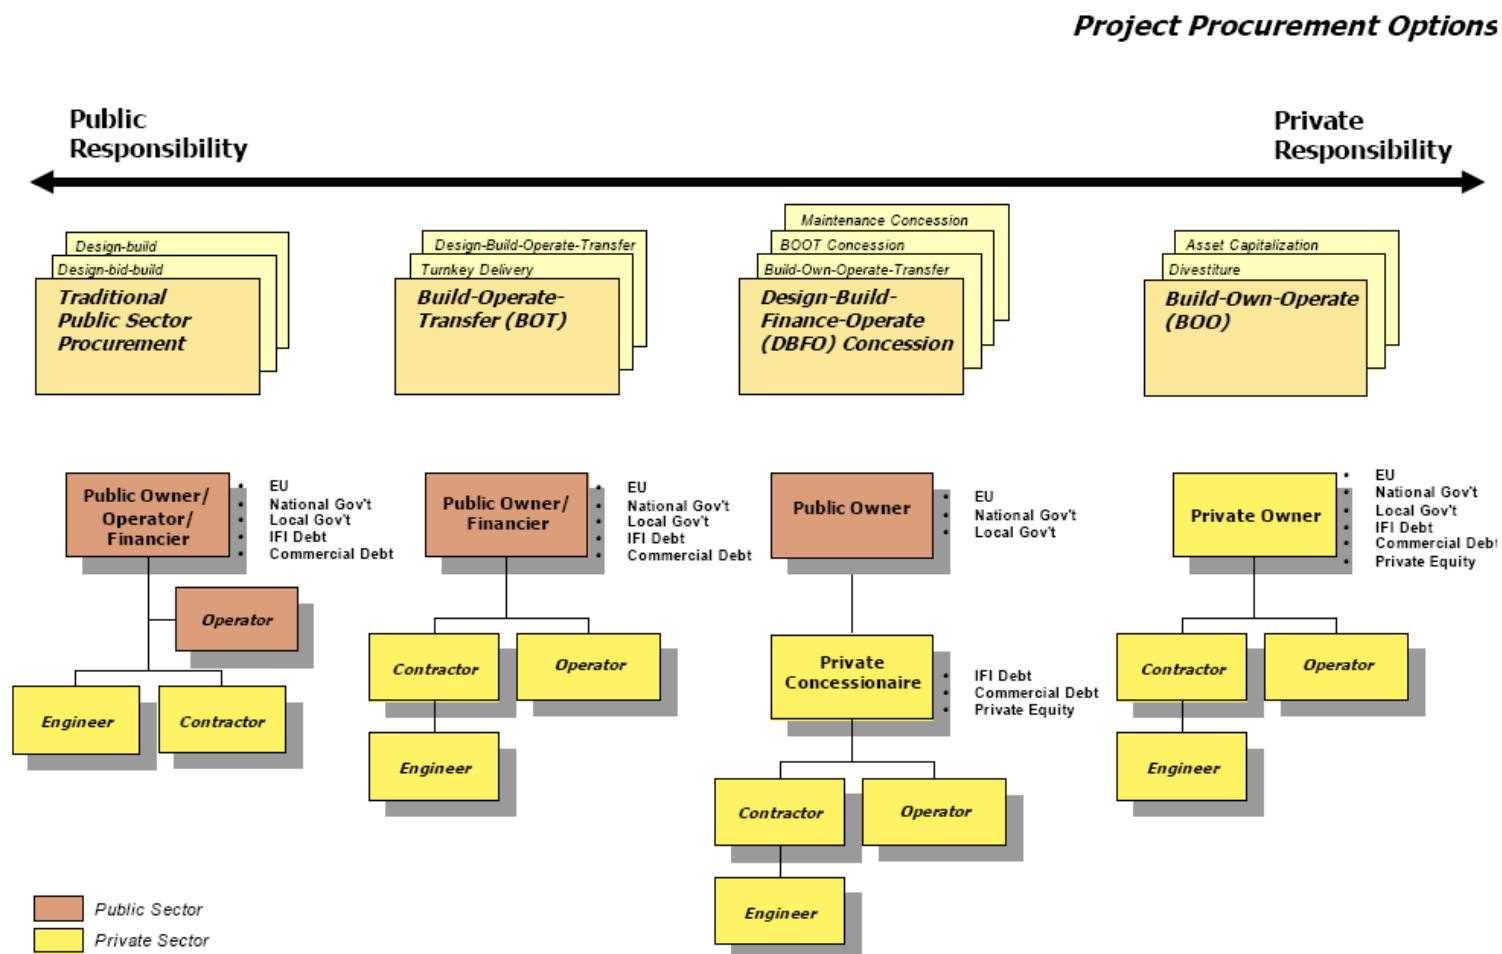 Project Procurement Options
Public
Responsibility
Private
Responsibility
Design-build
Design-bid-build
Traditional
Public Sector
Procurement
Design-Build-Operate-Transfer
Turnkey Delivery
Build-Operate-
Transfer (BOT)
Maintenance Concession
BOOT Concession
Build-Own-Operate-Transfer
Design-Build-
Finance-Operate
(DBFO) Concession
Asset Capitalization
Divestiture
Build-Own-Operate
(BOO)
Public Owner/
Operator/
Financier
• EU
• National Gov't
• Local Gov't
• IFI Debt
• Commercial Debt
Operator
Engineer
Contractor
Public Owner/
Financier
• EU
• National Gov't
• Local Gov't
• IFI Debt
• Commercial Debt
Contractor
Operator
Engineer
Public Owner
• EU
• National Gov't
• Local Gov't
Private
Concessionaire
• IFI Debt
• Commercial Debt
• Private Equity
Contractor
Operator
Engineer
Private Owner
• EU
• National Gov't
• Local Gov't
• IFI Debt
• Commercial Debt
• Private Equity
Contractor
Operator
Engineer
Public Sector
Private Sector